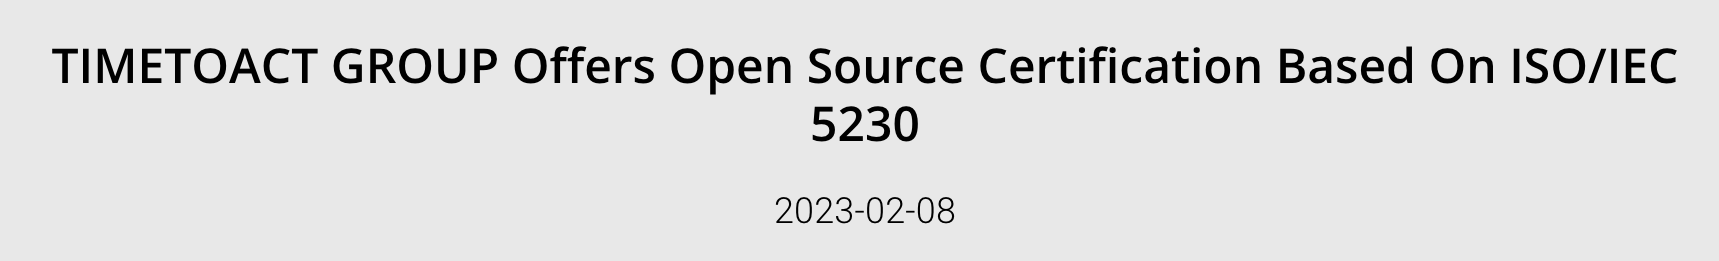 TIMETOACT GROUP Offers Open Source Certification Based On ISO/IEC
5230
2023-02-08